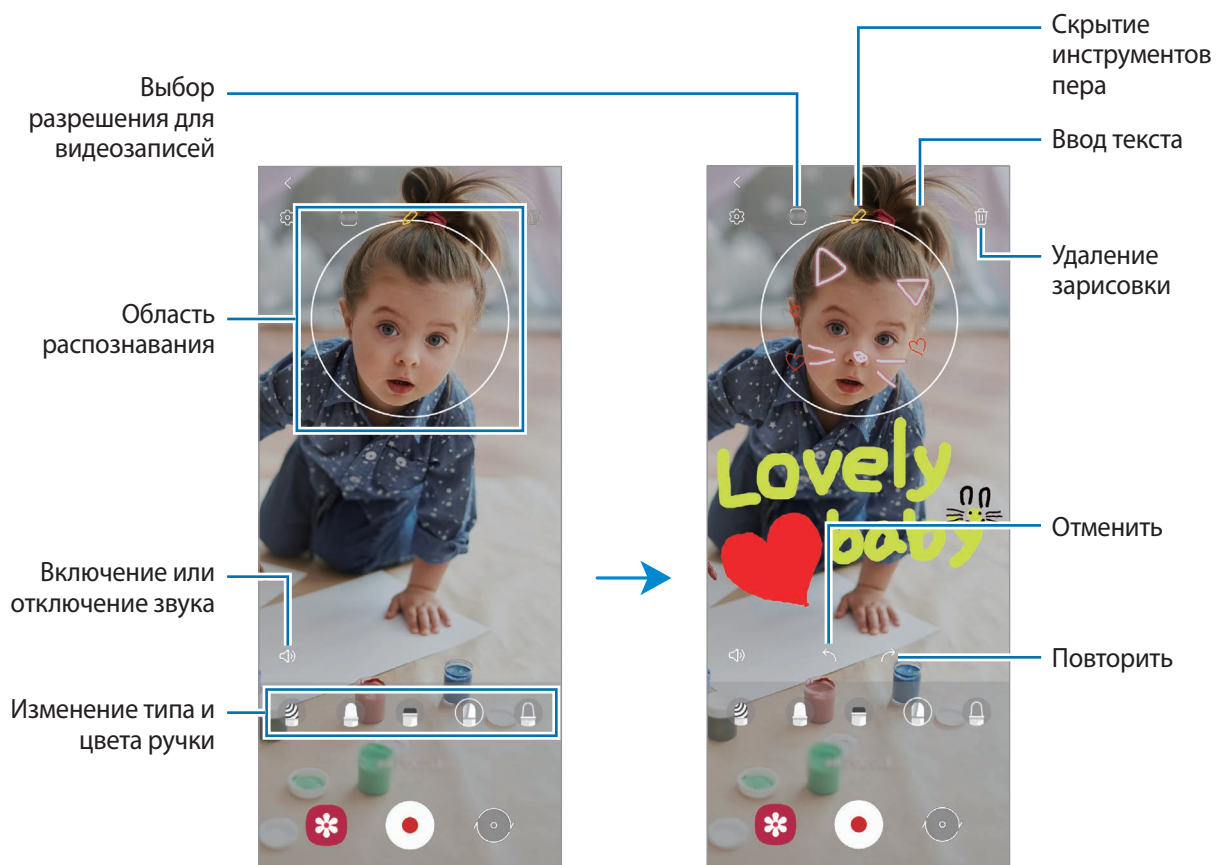 Скрытие
инструментов
пера
Выбор
разрешения для
видеозаписей
Ввод текста
Удаление
зарисовки
Область
распознавания
Lovely
baby
Отменить
Включение или
отключение звука
Повторить
Изменение типа и
цвета ручки